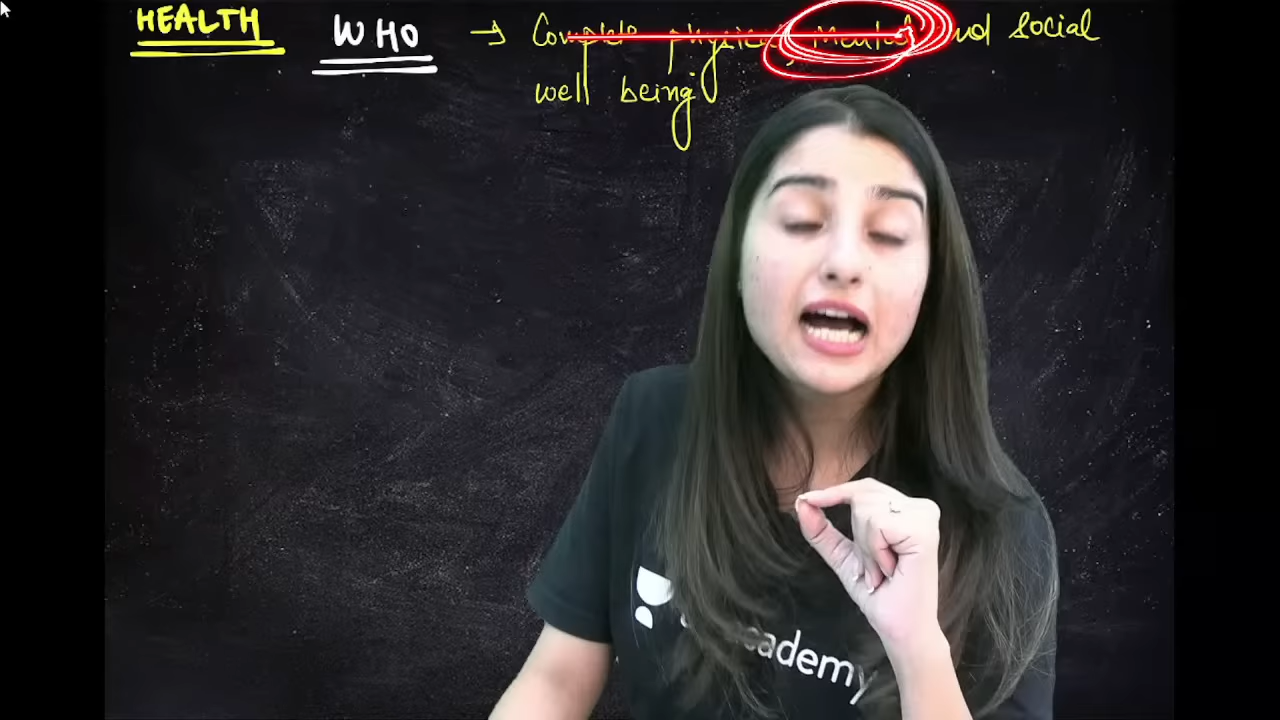 HEALTH WHO → Complete physical, Mental and social
well being
academy